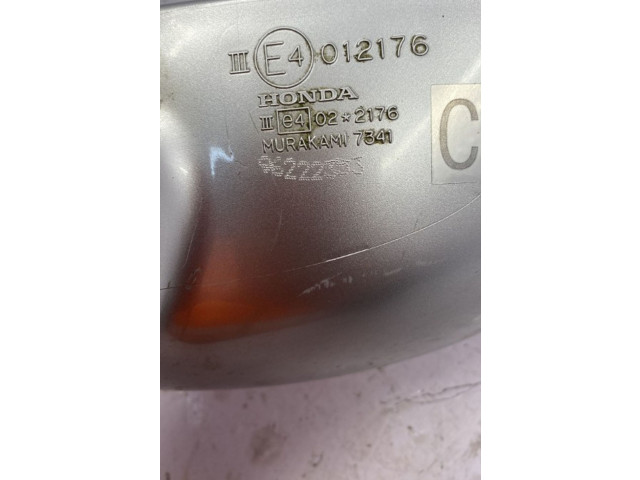 III E4 012176
HONDA
III e4 02*2176
MURAKAMI 7341
C